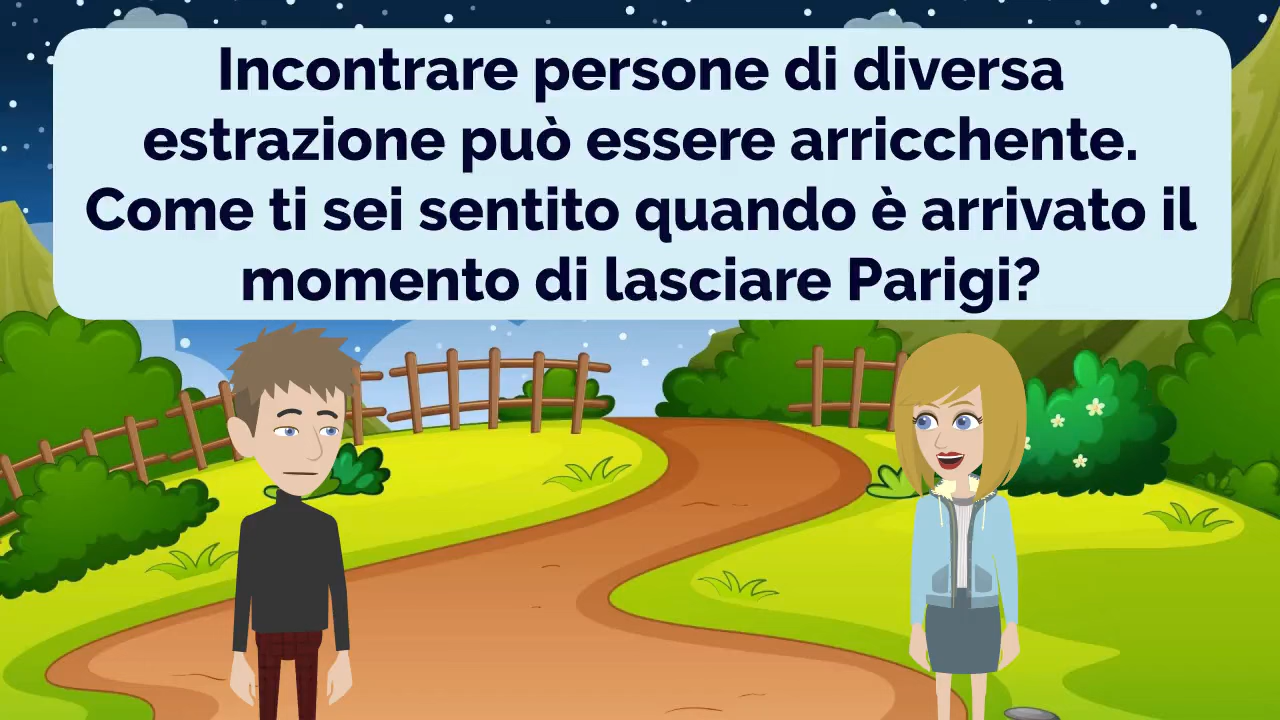 Incontrare persone di diversa
estrazione può essere arricchente.
Come ti sei sentito quando è arrivato il
momento di lasciare Parigi?